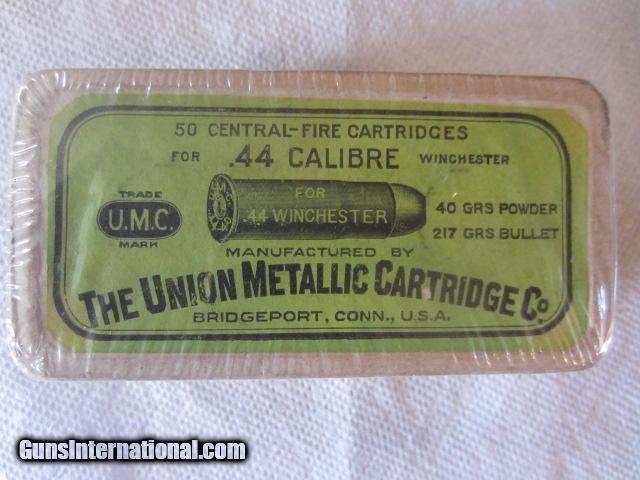 50 CENTRAL-FIRE CARTRIDGES
FOR .44 CALIBRE WINCHESTER
TRADE
U.M.C.
MARK
FOR
.44 WINCHESTER
40 GRS POWDER
217 GRS BULLET
MANUFACTURED BY
THE UNION METALLIC CARTRIDGE Co.
BRIDGEPORT, CONN., U.S.A.
GunsInternational.com